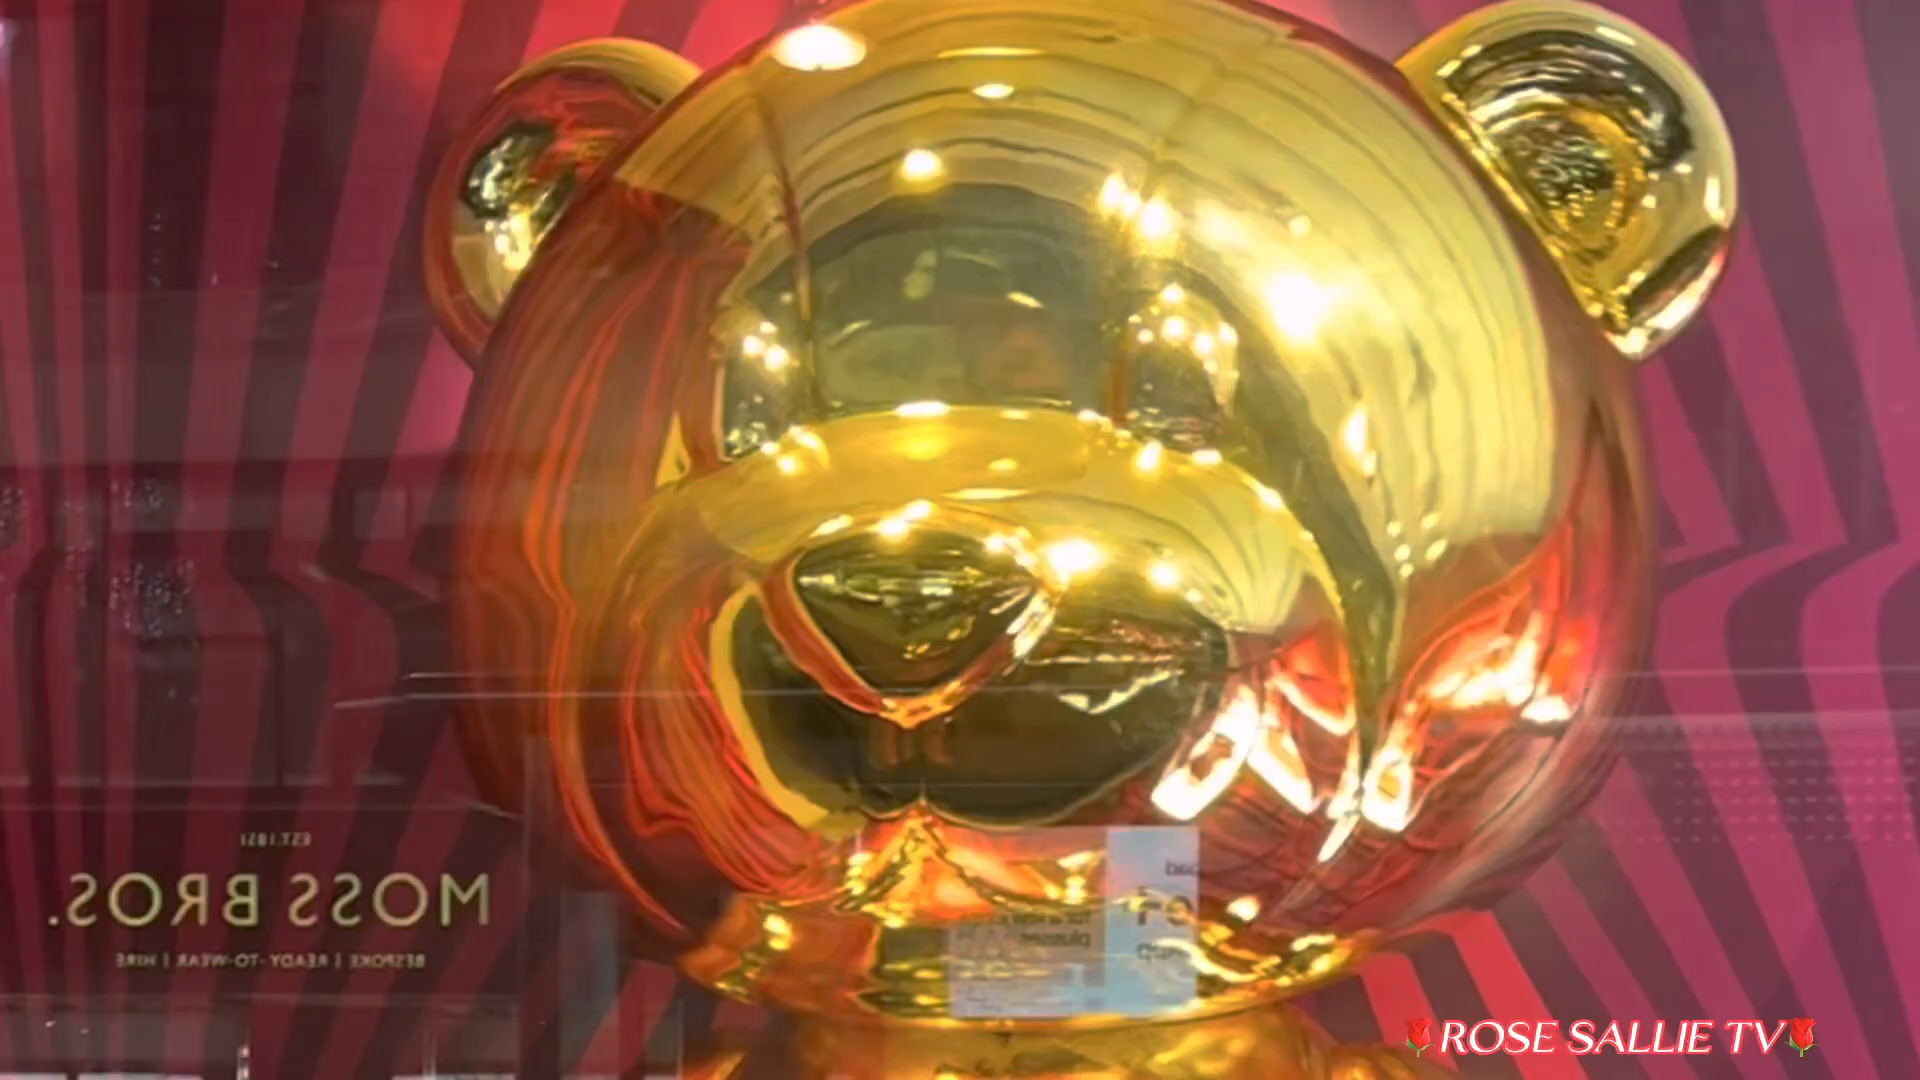 EST.1851
MOSS BROS.
BESPOKE | READY-TO-WEAR | HIRE
🌹ROSE SALLIE TV🌹